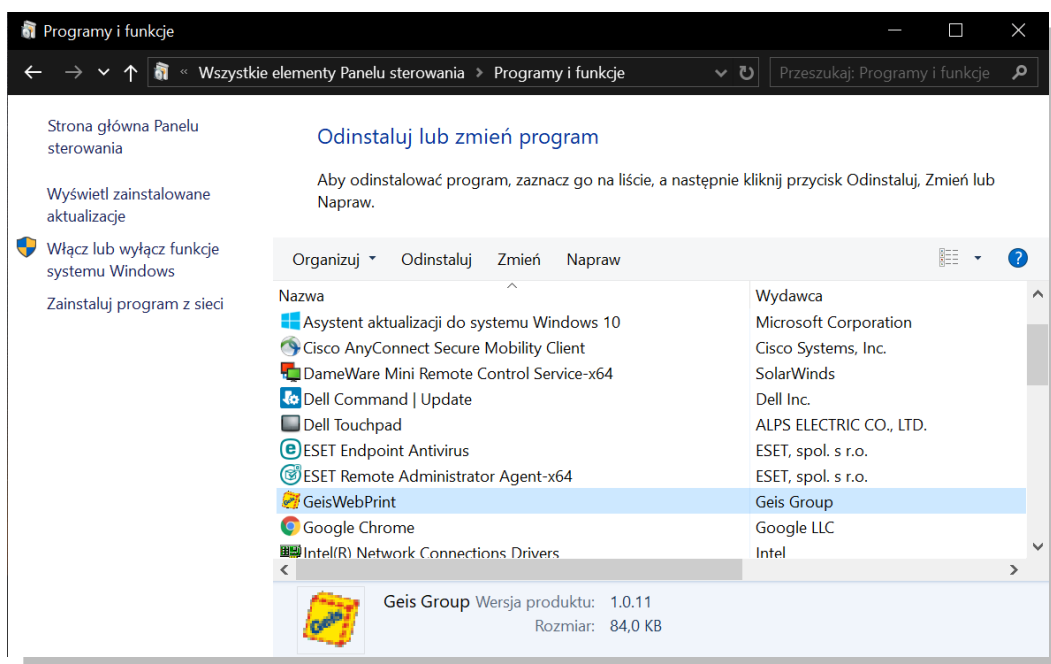 Programy i funkcje
« Wszystkie elementy Panelu sterowania > Programy i funkcje
Przeszukaj: Programy i funkcje
Strona główna Panelu
sterowania
Wyświetl zainstalowane
aktualizacje
Włącz lub wyłącz funkcje
systemu Windows
Zainstaluj program z sieci
Odinstaluj lub zmień program
Aby odinstalować program, zaznacz go na liście, a następnie kliknij przycisk Odinstaluj, Zmień lub
Napraw.
Organizuj Odinstaluj Zmień Napraw
Nazwa Wydawca
Asystent aktualizacji do systemu Windows 10 Microsoft Corporation
Cisco AnyConnect Secure Mobility Client Cisco Systems, Inc.
DameWare Mini Remote Control Service-x64 SolarWinds
Dell Command | Update Dell Inc.
Dell Touchpad ALPS ELECTRIC CO., LTD.
ESET Endpoint Antivirus ESET, spol. s r.o.
ESET Remote Administrator Agent-x64 ESET, spol. s r.o.
GeisWebPrint Geis Group
Google Chrome Google LLC
Intel(R) Network Connections Drivers Intel
Geis Group Wersja produktu: 1.0.11
Geis
Rozmiar: 84,0 KB